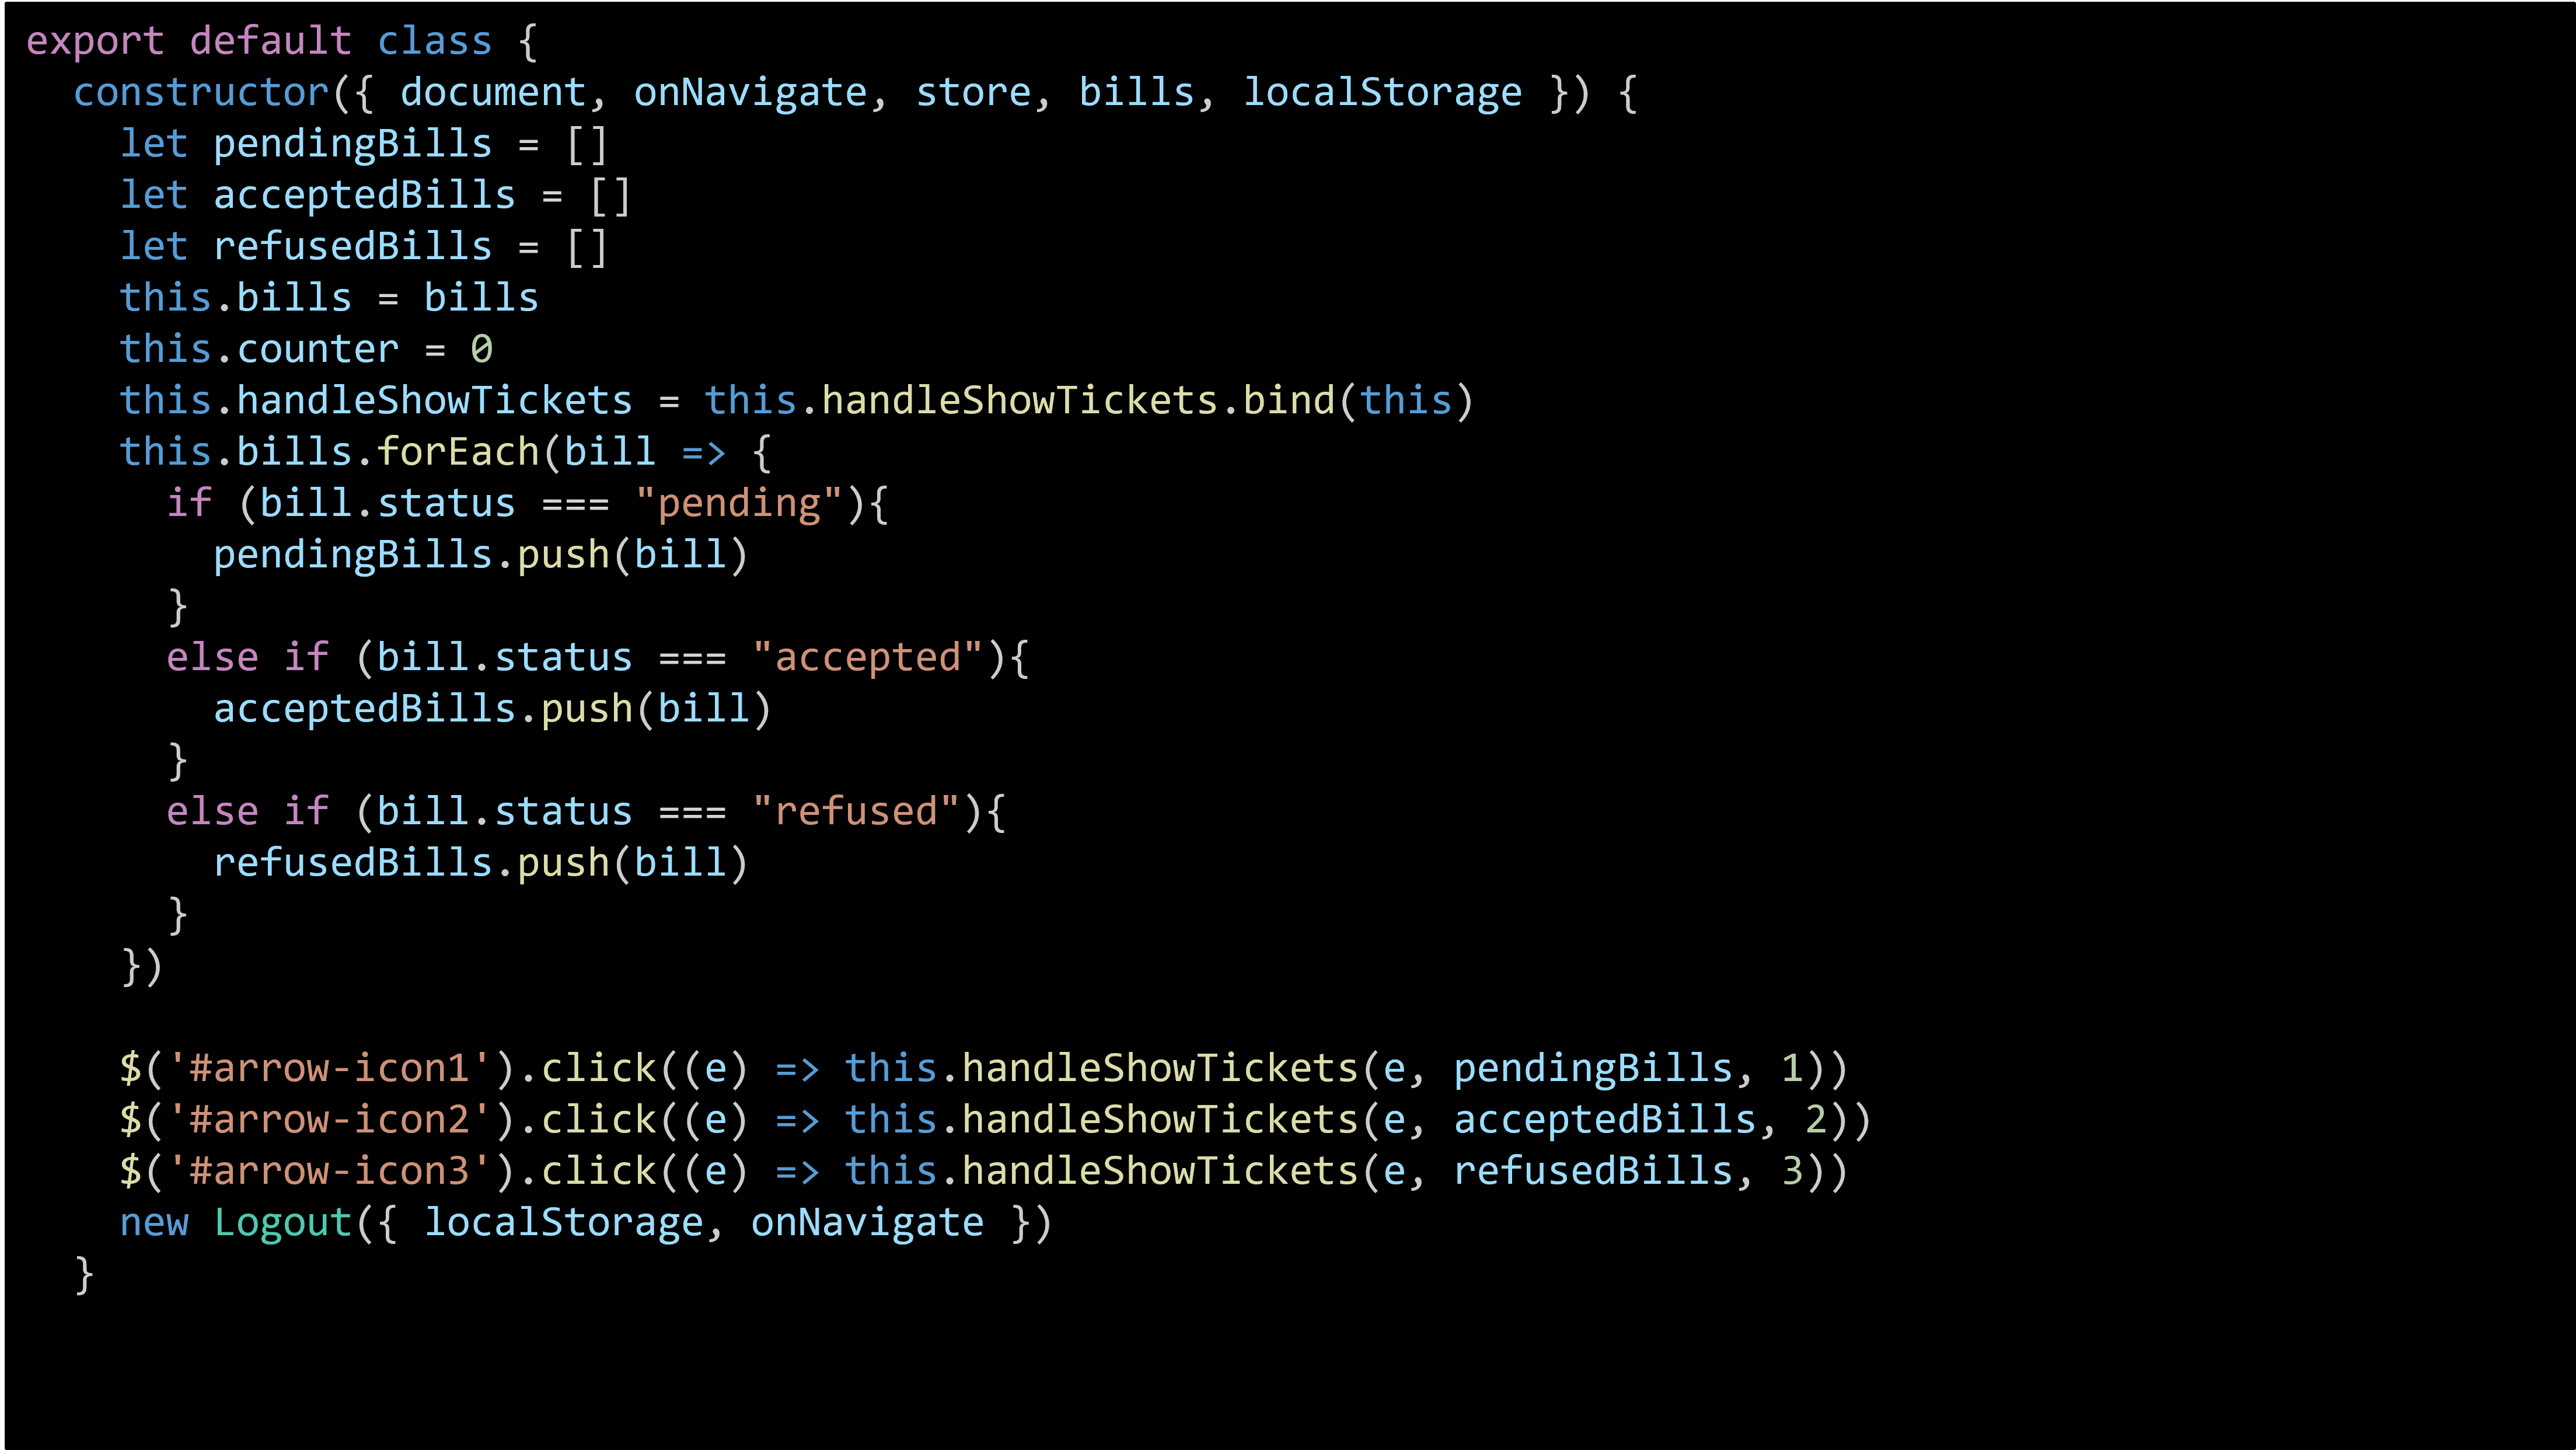 export default class {
  constructor({ document, onNavigate, store, bills, localStorage }) {
    let pendingBills = []
    let acceptedBills = []
    let refusedBills = []
    this.bills = bills
    this.counter = 0
    this.handleShowTickets = this.handleShowTickets.bind(this)
    this.bills.forEach(bill => {
      if (bill.status === "pending"){
        pendingBills.push(bill)
      }
      else if (bill.status === "accepted"){
        acceptedBills.push(bill)
      }
      else if (bill.status === "refused"){
        refusedBills.push(bill)
      }
    })

    $('#arrow-icon1').click((e) => this.handleShowTickets(e, pendingBills, 1))
    $('#arrow-icon2').click((e) => this.handleShowTickets(e, acceptedBills, 2))
    $('#arrow-icon3').click((e) => this.handleShowTickets(e, refusedBills, 3))
    new Logout({ localStorage, onNavigate })
  }